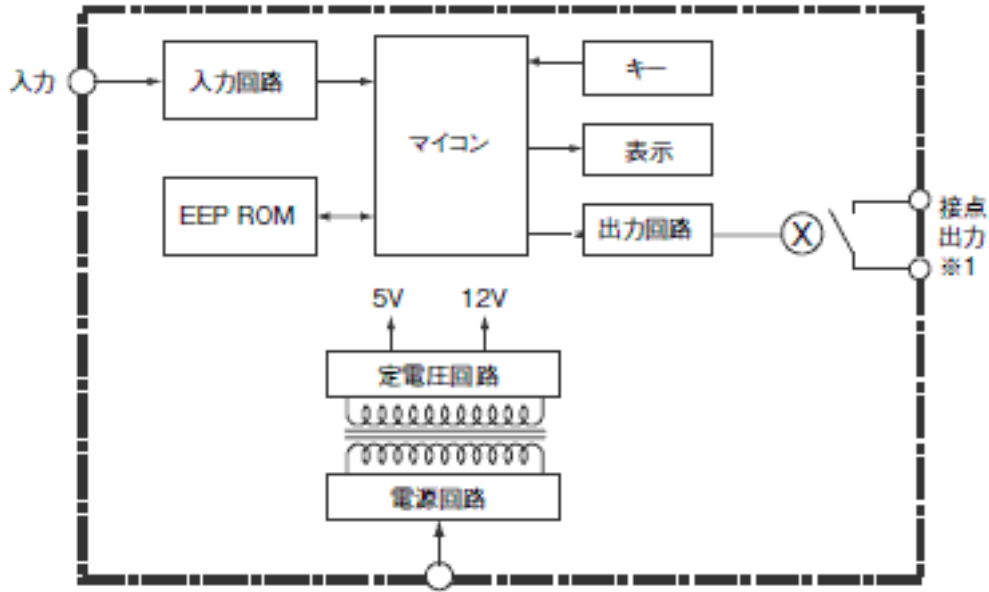 入力
入力回路
マイコン
キー
表示
EEP ROM
出力回路
X
接点
出力
※1
5V
12V
定電圧回路
電源回路